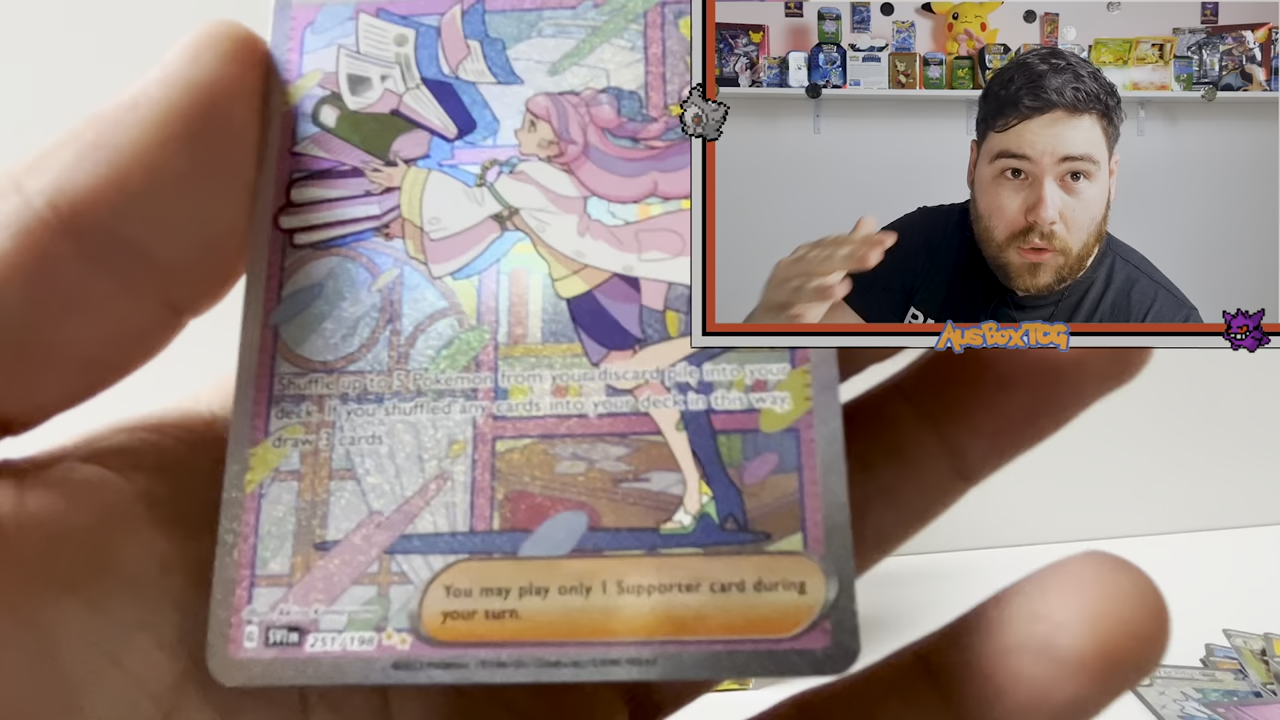 AusBoxTCG
Shuffle up to 5 Pokémon from your discard pile into your
deck. If you shuffled any cards into your deck in this way,
draw 3 cards.
You may play only 1 Supporter card during
your turn.
251/198